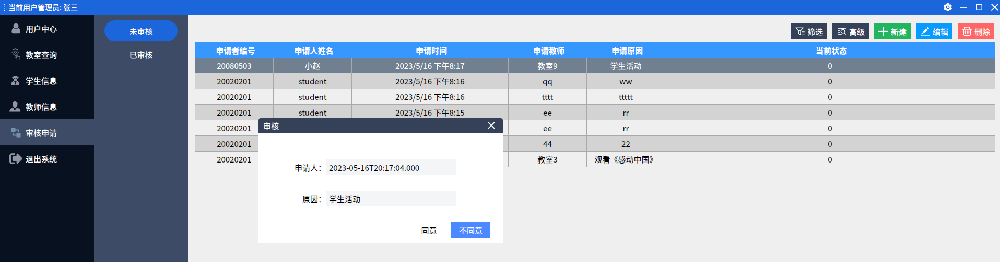 当前用户管理员: 张三
用户中心
教室查询
学生信息
教师信息
审核申请
退出系统
未审核
已审核
筛选 高级 新建 编辑 删除
申请者编号 申请人姓名 申请时间 申请教师 申请原因 当前状态
20080503 小赵 2023/5/16 下午8:17 教室9 学生活动 0
20020201 student 2023/5/16 下午8:16 qq ww 0
20020201 student 2023/5/16 下午8:16 tttt ttttt 0
20020201 student 2023/5/16 下午8:15 ee rr 0
20020201 ee rr 0
20020201 44 22 0
20020201 教室3 观看《感动中国》 0
审核
申请人： 2023-05-16T20:17:04.000
原因： 学生活动
同意 不同意